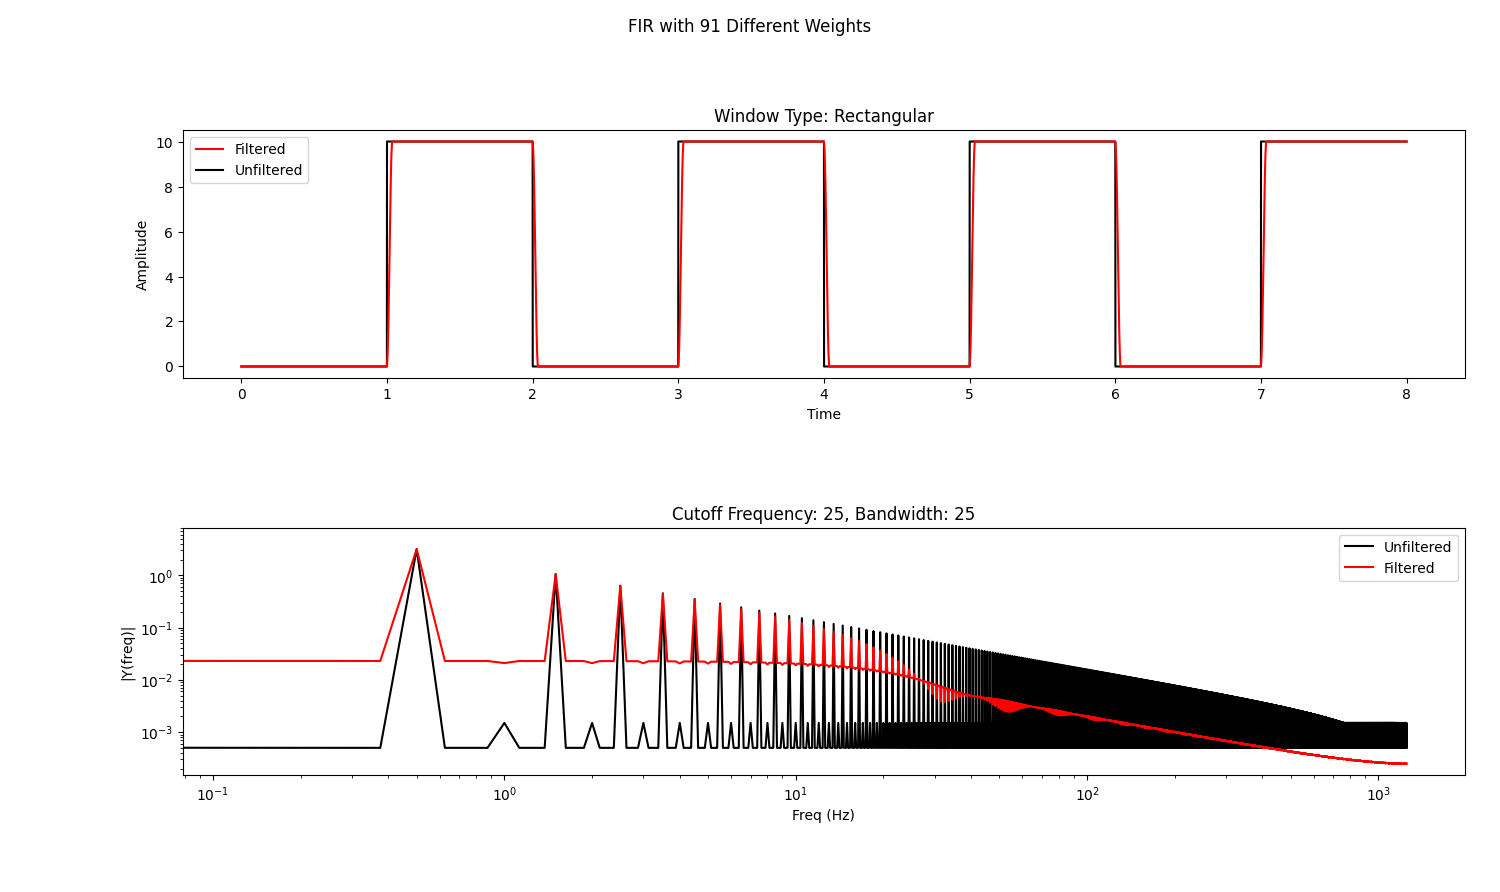 FIR with 91 Different Weights
Window Type: Rectangular
Filtered
Unfiltered
Amplitude
10
8
6
4
2
0
0 1 2 3 4 5 6 7 8
Time
Cutoff Frequency: 25, Bandwidth: 25
Unfiltered
Filtered
|Y(freq)|
10⁰
10⁻¹
10⁻²
10⁻³
10⁻¹ 10⁰ 10¹ 10² 10³
Freq (Hz)